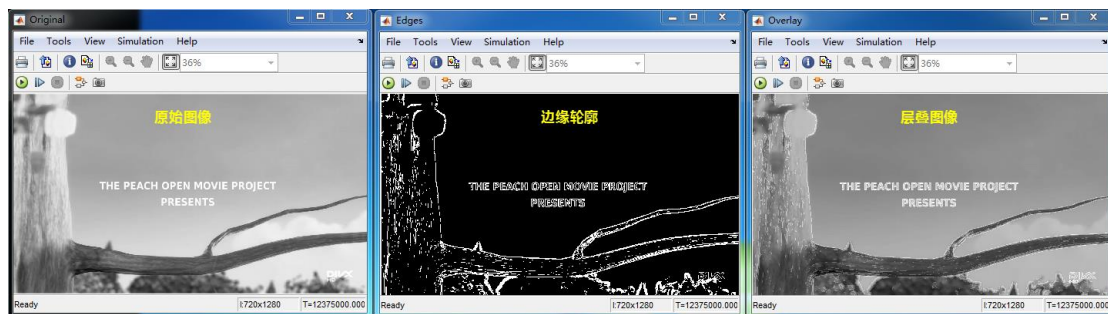 Original
File Tools View Simulation Help
36%
原始图像
THE PEACH OPEN MOVIE PROJECT
PRESENTS
Ready I:720x1280 T=12375000.000
Edges
File Tools View Simulation Help
36%
边缘轮廓
THE PEACH OPEN MOVIE PROJECT
PRESENTS
Ready I:720x1280 T=12375000.000
Overlay
File Tools View Simulation Help
36%
层叠图像
THE PEACH OPEN MOVIE PROJECT
PRESENTS
Ready I:720x1280 T=12375000.000